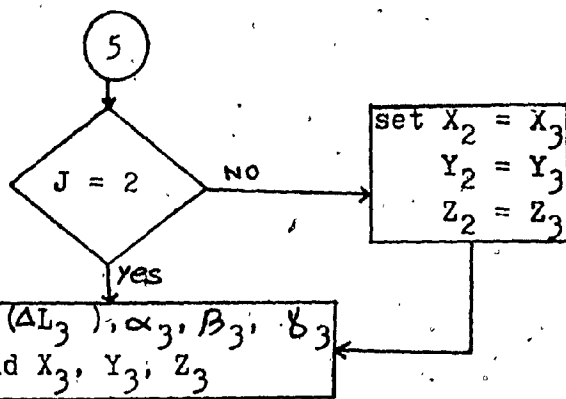 5
J = 2
NO
set X₂ = X₃
Y₂ = Y₃
Z₂ = Z₃
yes
(ΔL₃ ), α₃, β₃, γ₃
X₃, Y₃, Z₃